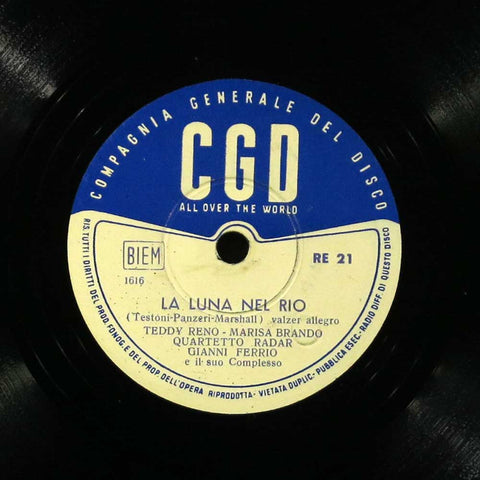 COMPAGNIA GENERALE DEL DISCO
CGD
ALL OVER THE WORLD
BIEM
RE 21
1616
LA LUNA NEL RIO
(Testoni-Panzeri-Marshall) valzer allegro
TEDDY RENO - MARISA BRANDO
QUARTETTO RADAR
GIANNI FERRIO
e il suo Complesso
RIS. TUTTI I DIRITTI DEL PROD. FONOG. E DEL PROP. DELL'OPERA RIPRODOTTA - VIETATA DUPLIC. - PUBBLICA ESEC. - RADIO DIFF. DI QUESTO DISCO